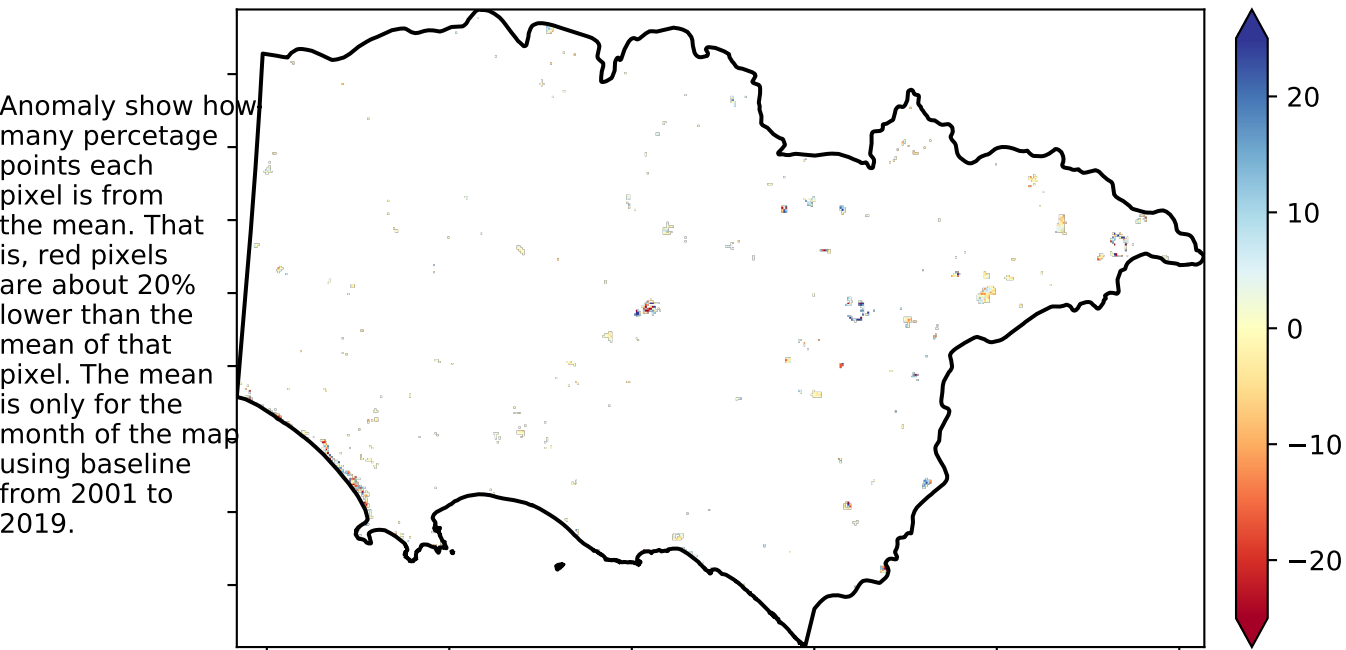 Anomaly show how
many percetage
points each
pixel is from
the mean. That
is, red pixels
are about 20%
lower than the
mean of that
pixel. The mean
is only for the
month of the map
using baseline
from 2001 to
2019.
20
10
0
−10
−20